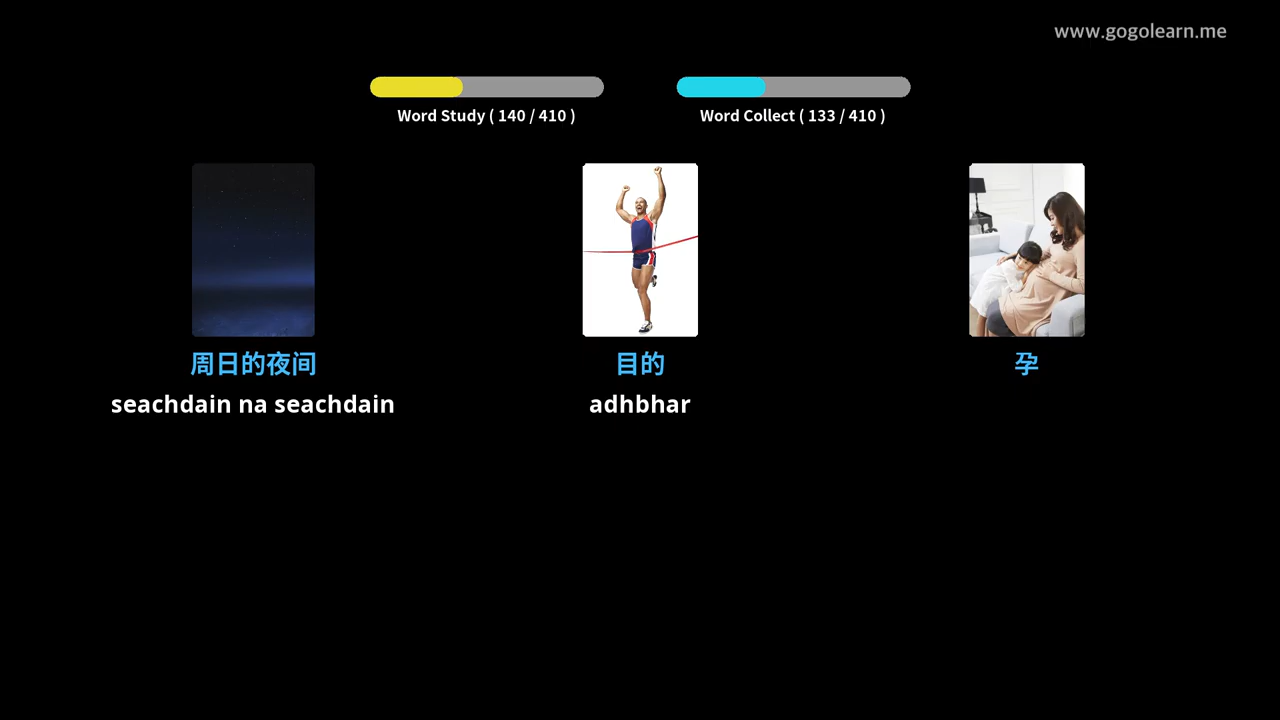 www.gogolearn.me
Word Study ( 140 / 410 )
Word Collect ( 133 / 410 )
周日的夜间
目的
孕
seachdain na seachdain
adhbhar